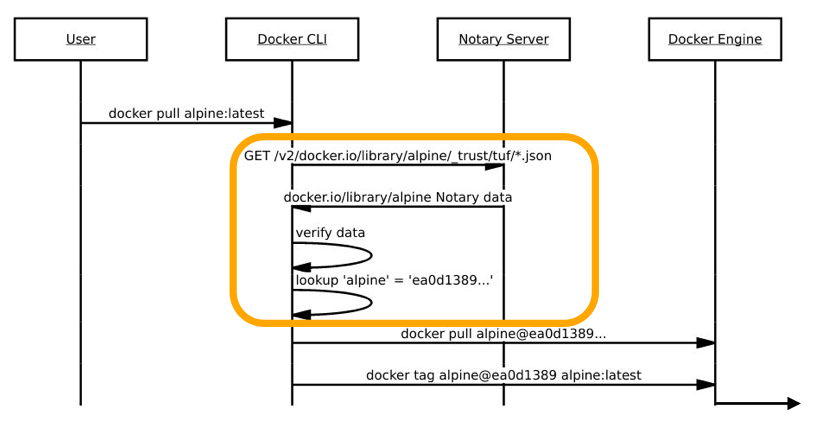 User
Docker CLI
Notary Server
Docker Engine
docker pull alpine:latest
GET /v2/docker.io/library/alpine/_trust/tuf/*.json
docker.io/library/alpine Notary data
verify data
lookup 'alpine' = 'ea0d1389...'
docker pull alpine@ea0d1389...
docker tag alpine@ea0d1389 alpine:latest